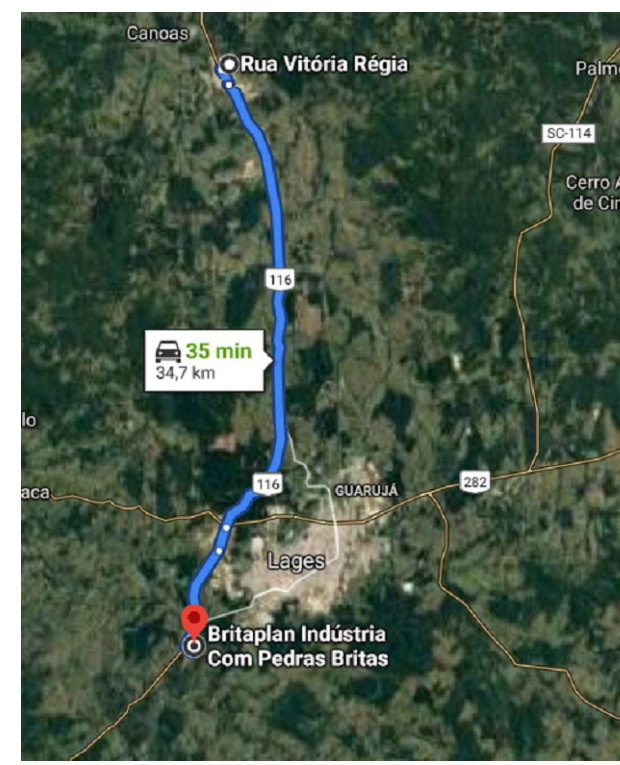 Canoas
Rua Vitória Régia
Palm
SC-114
Cerro A
de Cir
116
35 min
34,7 km
lo
116
282
GUARUJÁ
aca
Lages
Britaplan Indústria
Com Pedras Britas